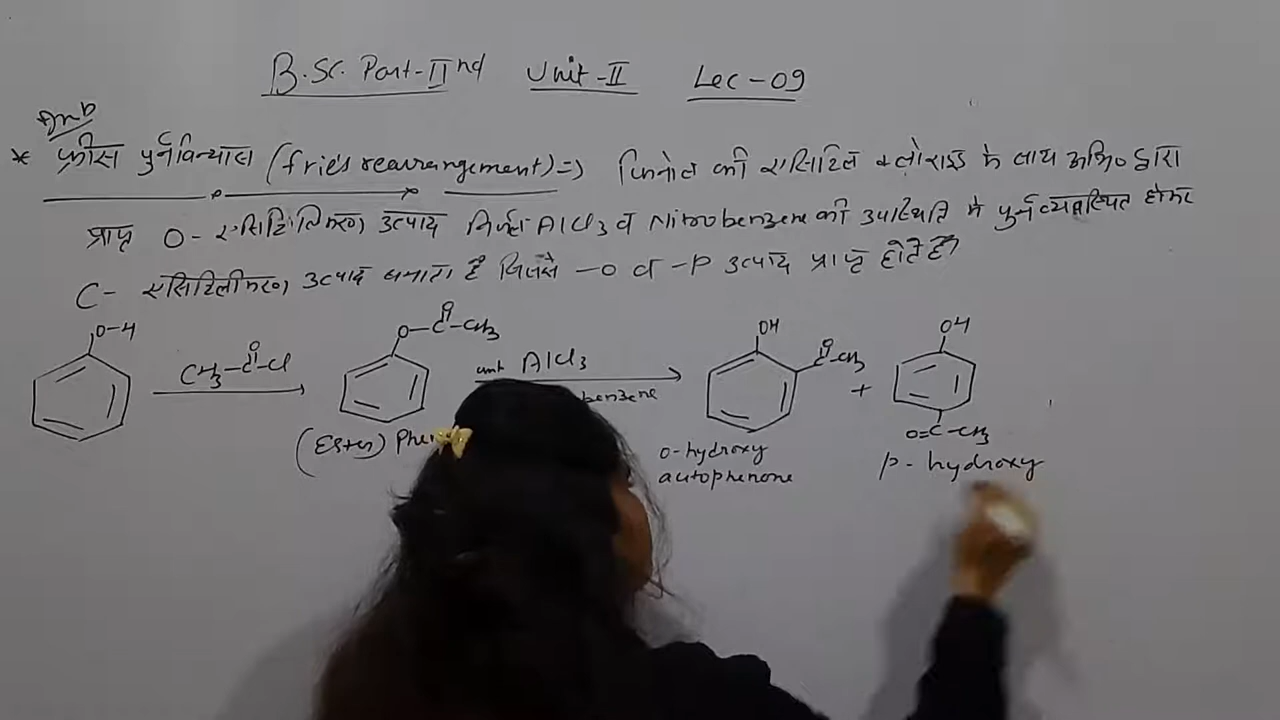 B.Sc. Part-IInd Unit-II Lec-09
Imp
* फ्रीस पुर्नविन्यास (fries rearrangement) => फिनोल की एसिटिल क्लोराइड के साथ अभि० द्वारा
प्राप्त O- एसिटिलिकरण उत्पाद निर्जल AlCl3 व Nitrobenzene की उपस्थिति मे पुर्नव्यवस्थित होकर
C- एसिटिलीकरण उत्पाद बनाता है जिससे -o व -p उत्पाद प्राप्त होते है
O-H CH3-C-Cl O O-C-CH3 O anh AlCl3 OH C-CH3 O + OH
benzene O=C-CH3
(Ester) Phe o-hydroxy p-hydroxy
acetophenone